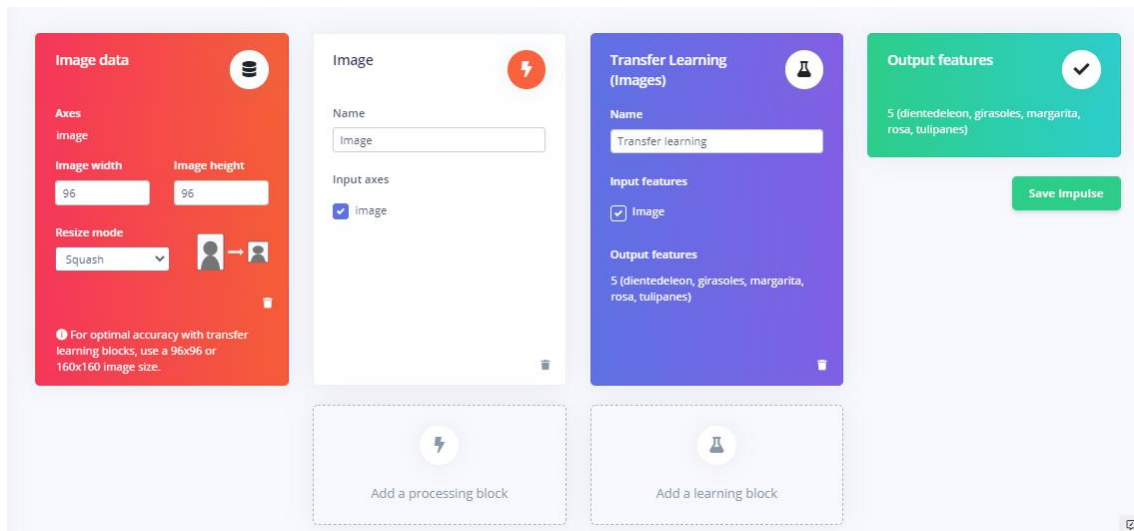 Image data
Axes
image
Image width Image height
96 96
Resize mode
Squash
For optimal accuracy with transfer
learning blocks, use a 96x96 or
160x160 image size.
Image
Name
Image
Input axes
image
Transfer Learning
(Images)
Name
Transfer learning
Input features
Image
Output features
5 (dientedeleon, girasoles, margarita,
rosa, tulipanes)
Output features
5 (dientedeleon, girasoles, margarita,
rosa, tulipanes)
Save Impulse
Add a processing block
Add a learning block